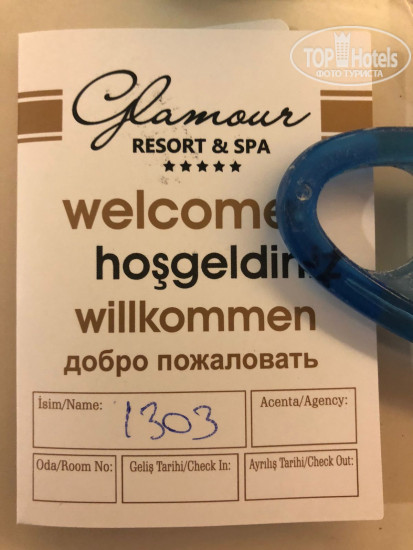 TOP Hotels
ФОТО ТУРИСТА
Glamour
RESORT & SPA
welcome
hoşgeldin
willkommen
добро пожаловать
İsim/Name: 1303 Acenta/Agency:
Oda/Room No: Geliş Tarihi/Check In: Ayrılış Tarihi/Check Out: